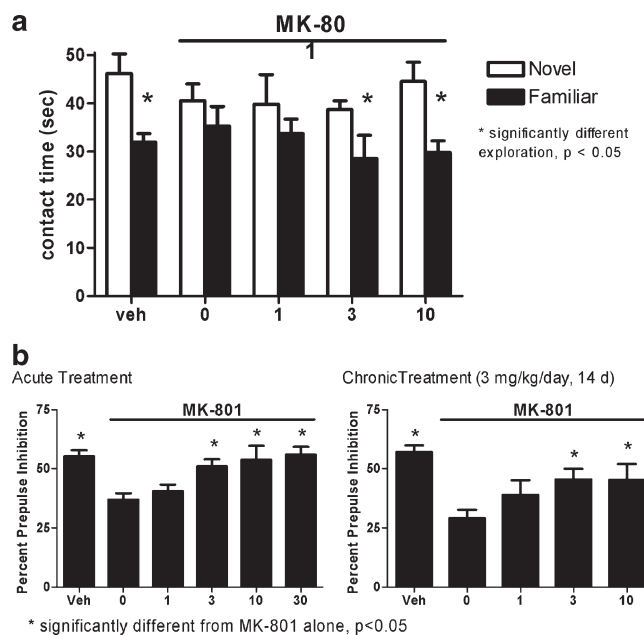 a
MK-80
1
contact time (sec)
50
40
30
20
10
0
*
*
*
veh
0
1
3
10
Novel
Familiar
* significantly different
exploration, p < 0.05
b
Acute Treatment
MK-801
Percent Prepulse Inhibition
75
50
25
0
*
*
*
*
Veh
0
1
3
10
30
ChronicTreatment (3 mg/kg/day, 14 d)
MK-801
Percent Prepulse Inhibition
75
50
25
0
*
*
*
Veh
0
1
3
10
* significantly different from MK-801 alone, p<0.05